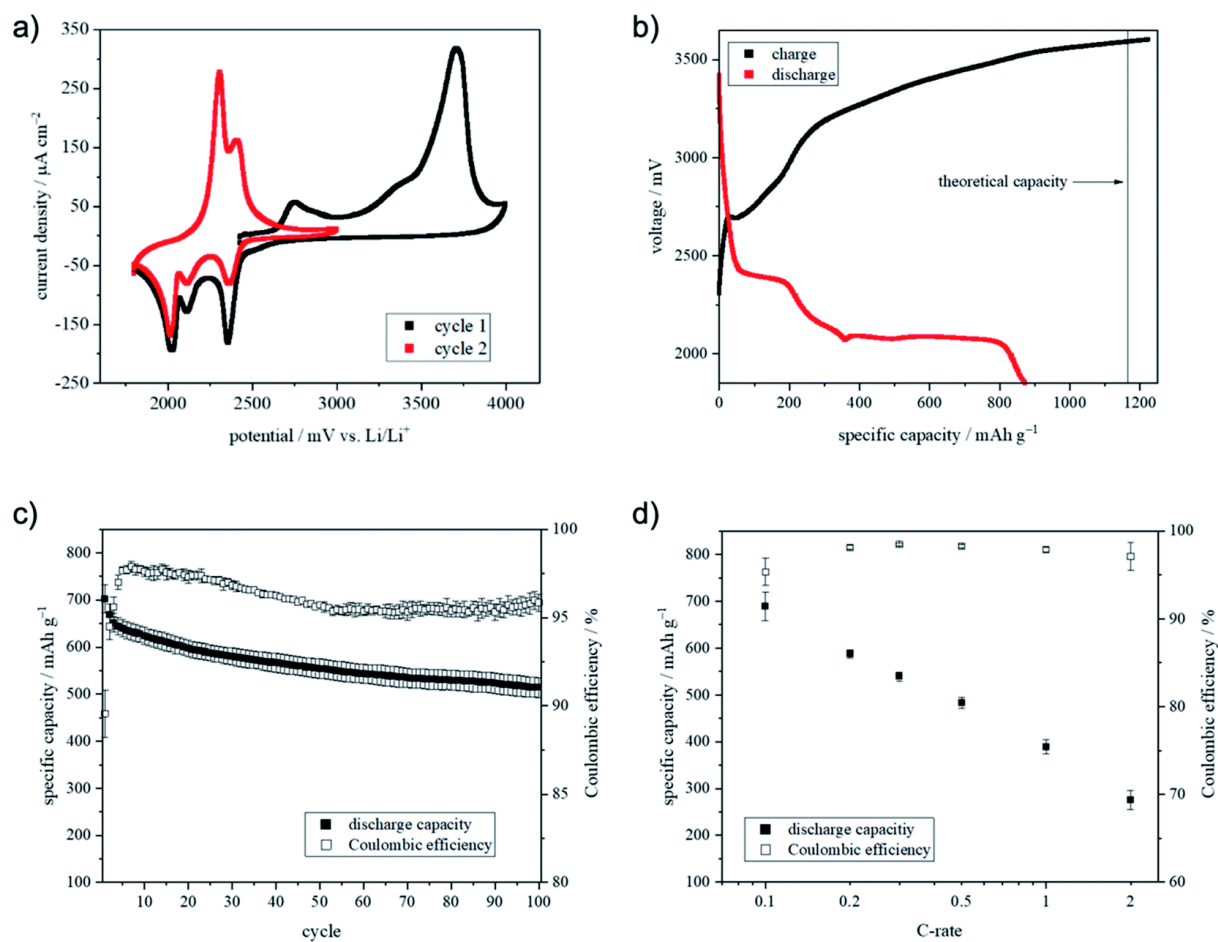 a)
350
250
150
50
-50
-150
-250
current density / μA cm⁻²
cycle 1
cycle 2
2000 2500 3000 3500 4000
potential / mV vs. Li/Li⁺
b)
3500
3000
2500
2000
voltage / mV
charge
discharge
theoretical capacity
0 200 400 600 800 1000 1200
specific capacity / mAh g⁻¹
c)
800
700
600
500
400
300
200
100
specific capacity / mAh g⁻¹
100
95
90
85
80
Coulombic efficiency / %
discharge capacity
Coulombic efficiency
10 20 30 40 50 60 70 80 90 100
cycle
d)
800
700
600
500
400
300
200
100
specific capacity / mAh g⁻¹
100
90
80
70
60
Coulombic efficiency / %
discharge capacitiy
Coulombic efficiency
0.1 0.2 0.5 1 2
C-rate